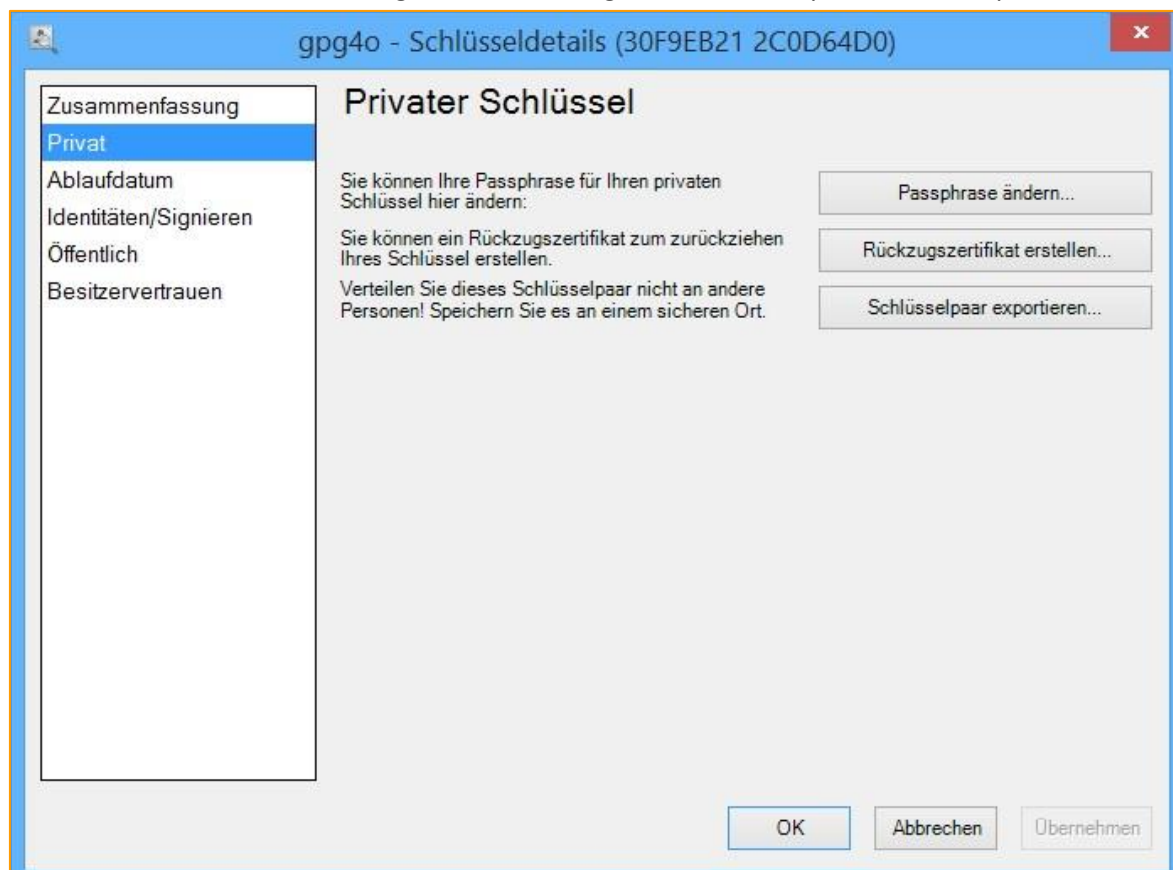 gpg4o - Schlüsseldetails (30F9EB21 2C0D64D0)
Zusammenfassung
Privat
Ablaufdatum
Identitäten/Signieren
Öffentlich
Besitzervertrauen
Privater Schlüssel
Sie können Ihre Passphrase für Ihren privaten
Schlüssel hier ändern:
Passphrase ändern...
Sie können ein Rückzugszertifikat zum zurückziehen
Ihres Schlüssel erstellen.
Rückzugszertifikat erstellen...
Verteilen Sie dieses Schlüsselpaar nicht an andere
Personen! Speichern Sie es an einem sicheren Ort.
Schlüsselpaar exportieren...
OK
Abbrechen
Übernehmen